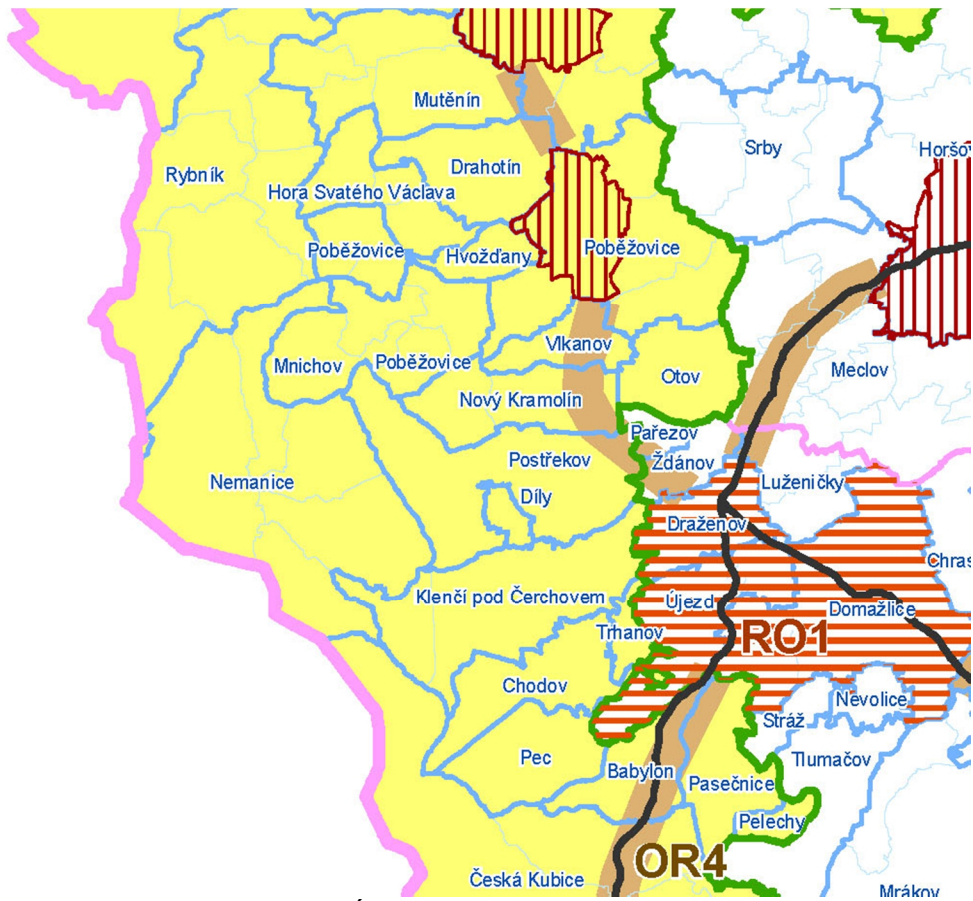 Mutěnín
Srby
Horšov
Drahotín
Rybník
Hora Svatého Václava
Poběžovice
Hvožďany
Poběžovice
Vlkanov
Mnichov
Poběžovice
Otov
Meclov
Nový Kramolín
Pařezov
Postřekov
Ždánov
Nemanice
Luženičky
Díly
Draženov
Chras
Klenčí pod Čerchovem
Újezd
Domažlice
Trhanov
RO1
Chodov
Nevolice
Stráž
Pec
Tlumačov
Babylon
Pasečnice
Pelechy
OR4
Česká Kubice
Mrákov